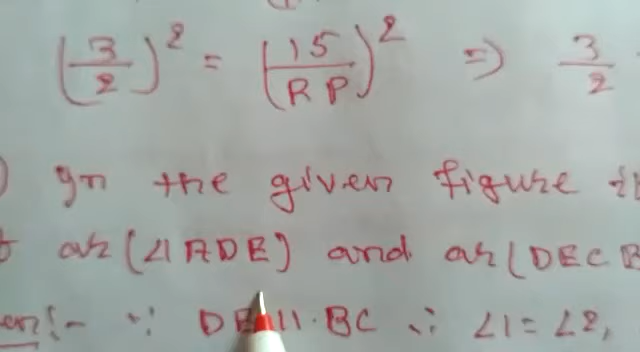 (3/2)² = (15/RP)² ⇒ 3/2
) In the given figure
ar(△ADE) and ar(DECB
:- ∵ DE||BC ∴ ∠1=∠2,